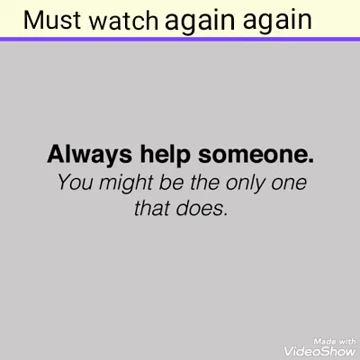 Must watch again again
Always help someone.
You might be the only one
that does.
Made with
VideoShow